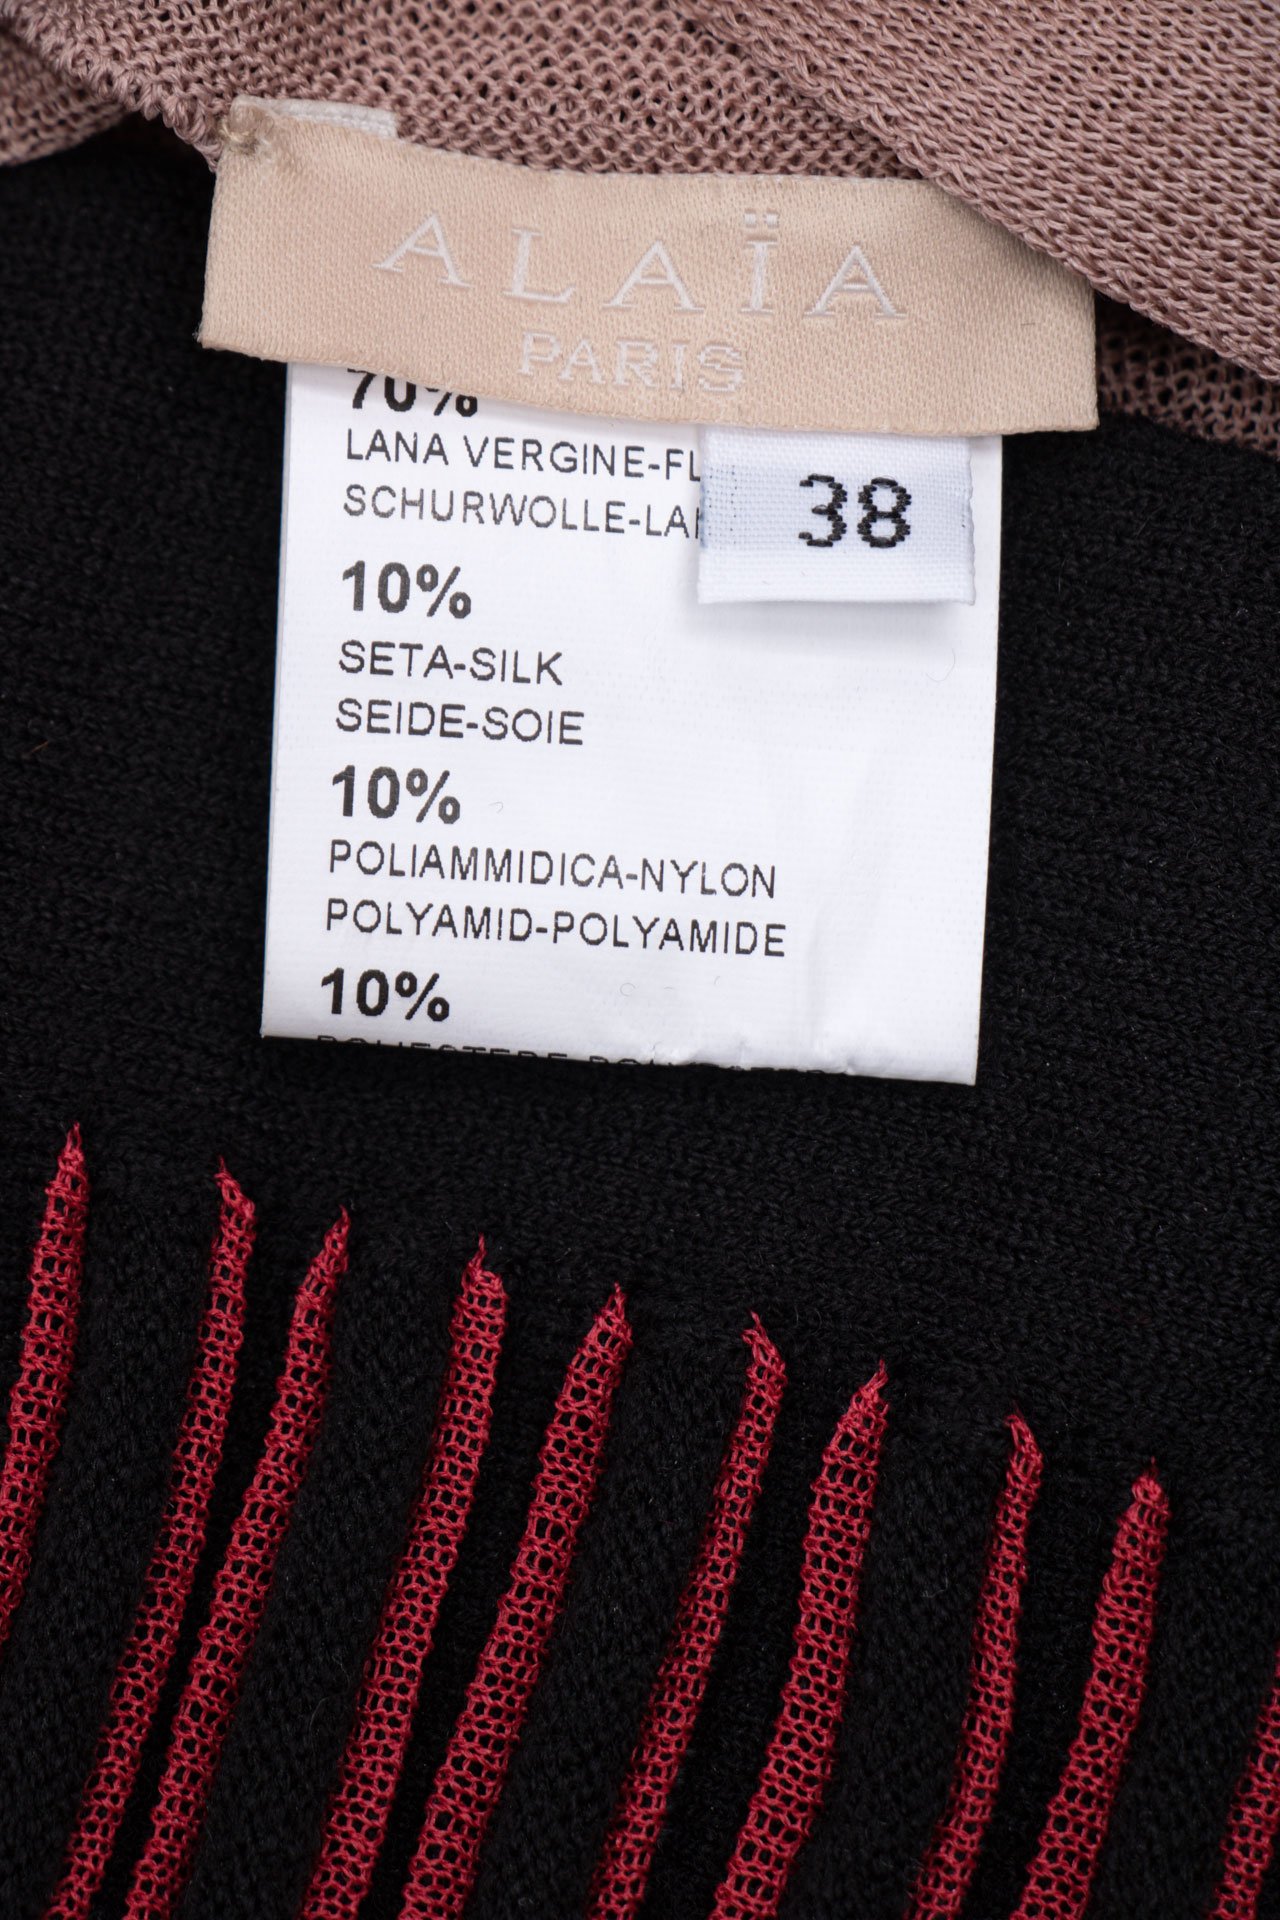 ALAÏA
PARIS
70%
LANA VERGINE-FL
SCHURWOLLE-LA
38
10%
SETA-SILK
SEIDE-SOIE
10%
POLIAMMIDICA-NYLON
POLYAMID-POLYAMIDE
10%